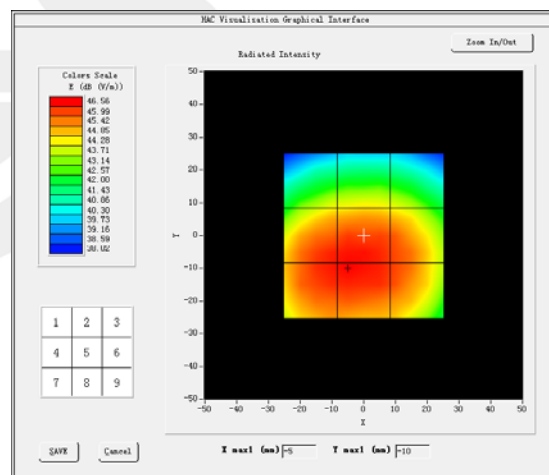 HAC Visualization Graphical Interface
Zoom In/Out
Radiated Intensity
Colors Scale
E (dB (V/m))
46.56
45.99
45.42
44.85
44.28
43.71
43.14
42.57
42.00
41.43
40.86
40.30
39.73
39.16
38.59
38.02
50
40
30
20
10
0
-10
-20
-30
-40
-50
Y
-50 -40 -30 -20 -10 0 10 20 30 40 50
X
1 2 3
4 5 6
7 8 9
SAVE
Cancel
X max1 (mm) -5
Y max1 (mm) -10